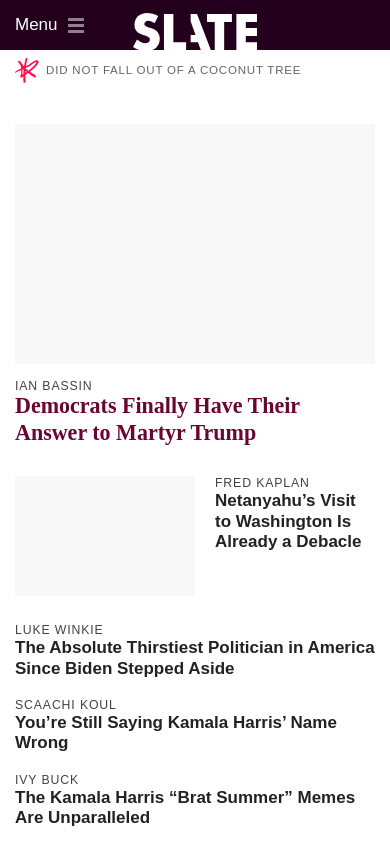 Menu
SLATE
DID NOT FALL OUT OF A COCONUT TREE
IAN BASSIN
Democrats Finally Have Their
Answer to Martyr Trump
FRED KAPLAN
Netanyahu’s Visit
to Washington Is
Already a Debacle
LUKE WINKIE
The Absolute Thirstiest Politician in America
Since Biden Stepped Aside
SCAACHI KOUL
You’re Still Saying Kamala Harris’ Name
Wrong
IVY BUCK
The Kamala Harris “Brat Summer” Memes
Are Unparalleled